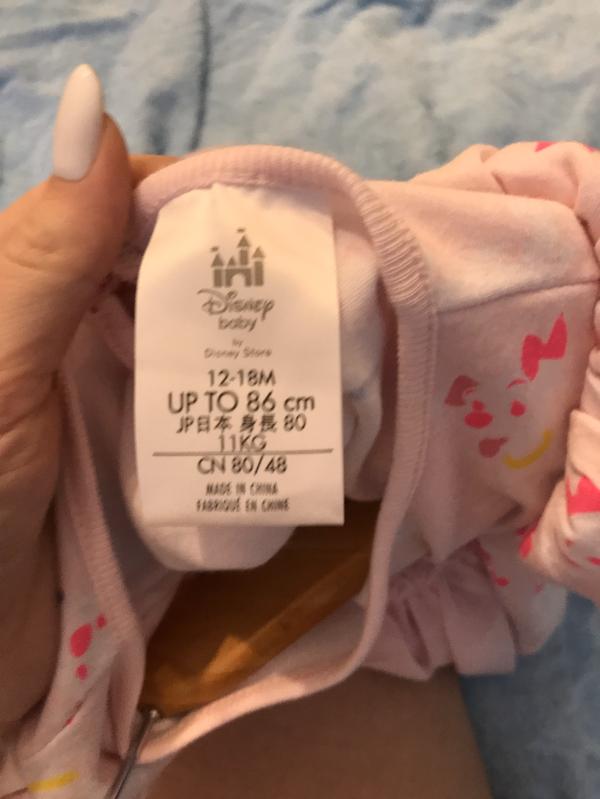 Disney
baby
by
Disney Store
12-18M
UP TO 86 cm
JP日本 身長 80
11KG
CN 80/48
MADE IN CHINA
FABRIQUÉ EN CHINE